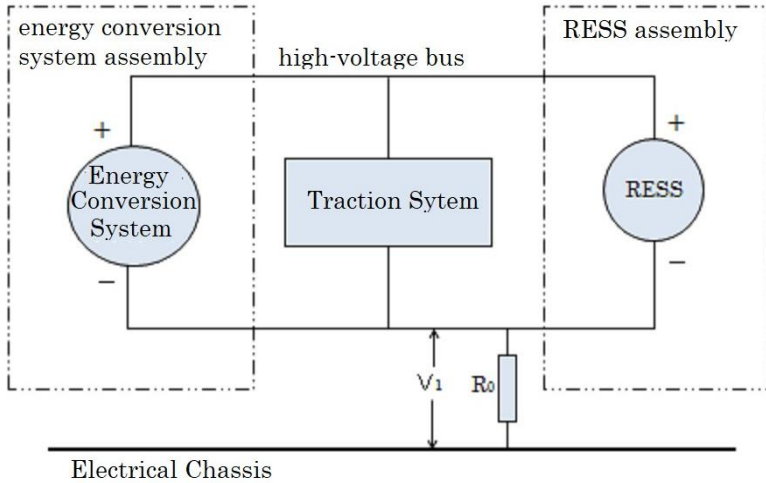 energy conversion
system assembly
high-voltage bus
RESS assembly
+
+
Energy
Conversion
System
Traction Sytem
RESS
−
−
V1
R0
Electrical Chassis